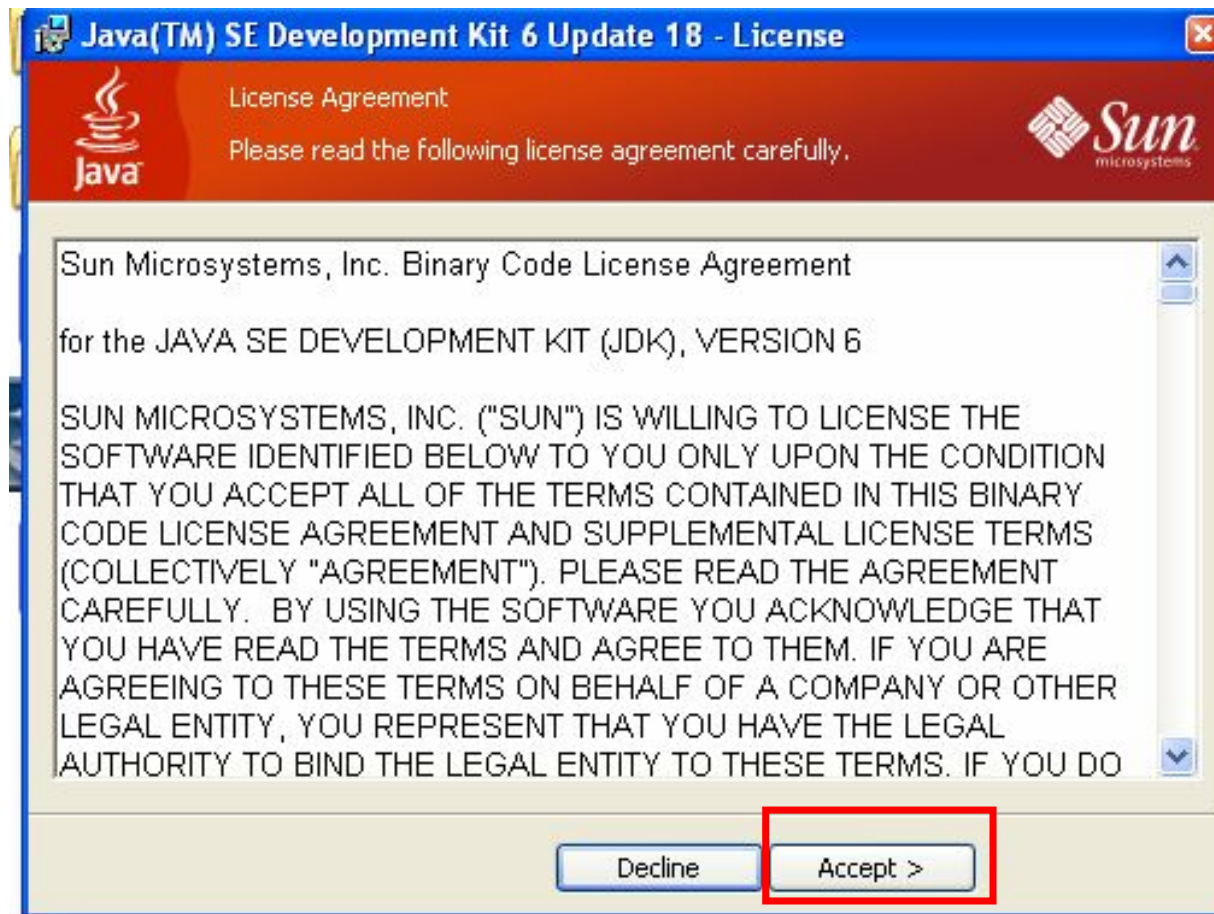 Java(TM) SE Development Kit 6 Update 18 - License
License Agreement
Please read the following license agreement carefully.
Java
Sun
microsystems
Sun Microsystems, Inc. Binary Code License Agreement
for the JAVA SE DEVELOPMENT KIT (JDK), VERSION 6
SUN MICROSYSTEMS, INC. ("SUN") IS WILLING TO LICENSE THE
SOFTWARE IDENTIFIED BELOW TO YOU ONLY UPON THE CONDITION
THAT YOU ACCEPT ALL OF THE TERMS CONTAINED IN THIS BINARY
CODE LICENSE AGREEMENT AND SUPPLEMENTAL LICENSE TERMS
(COLLECTIVELY "AGREEMENT"). PLEASE READ THE AGREEMENT
CAREFULLY.  BY USING THE SOFTWARE YOU ACKNOWLEDGE THAT
YOU HAVE READ THE TERMS AND AGREE TO THEM. IF YOU ARE
AGREEING TO THESE TERMS ON BEHALF OF A COMPANY OR OTHER
LEGAL ENTITY, YOU REPRESENT THAT YOU HAVE THE LEGAL
AUTHORITY TO BIND THE LEGAL ENTITY TO THESE TERMS. IF YOU DO
Decline
Accept >